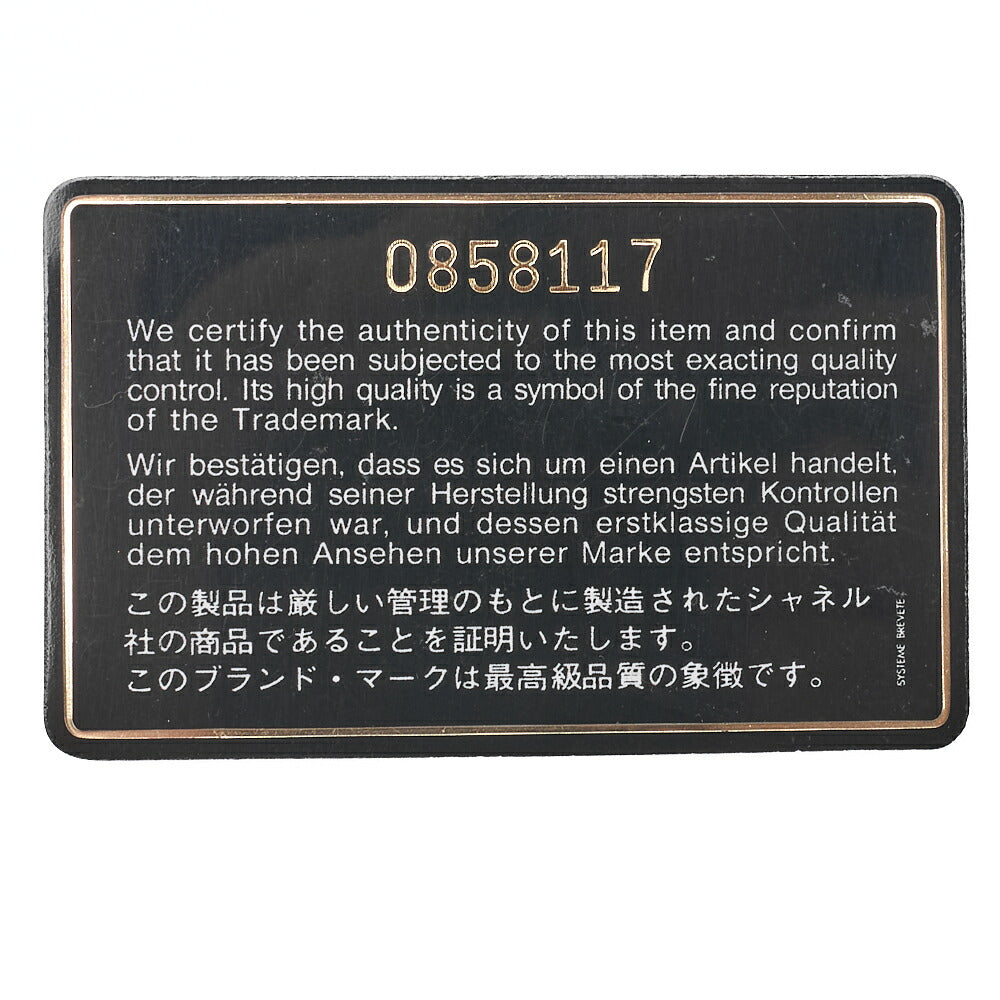 0858117
We certify the authenticity of this item and confirm
that it has been subjected to the most exacting quality
control. Its high quality is a symbol of the fine reputation
of the Trademark.
Wir bestätigen, dass es sich um einen Artikel handelt,
der während seiner Herstellung strengsten Kontrollen
unterworfen war, und dessen erstklassige Qualität
dem hohen Ansehen unserer Marke entspricht.
この製品は厳しい管理のもとに製造されたシャネル
社の商品であることを証明いたします。
このブランド・マークは最高級品質の象徴です。
SYSTEME BREVETE